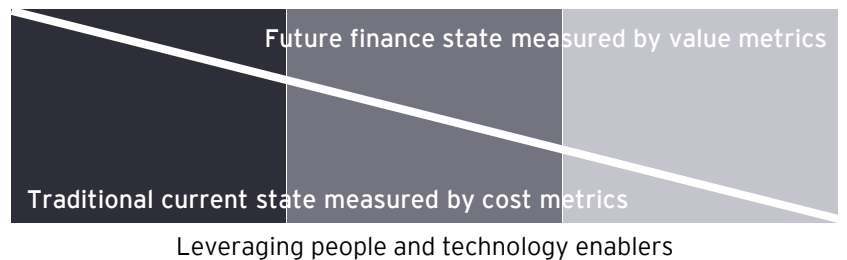 Future finance state measured by value metrics
Traditional current state measured by cost metrics
Leveraging people and technology enablers